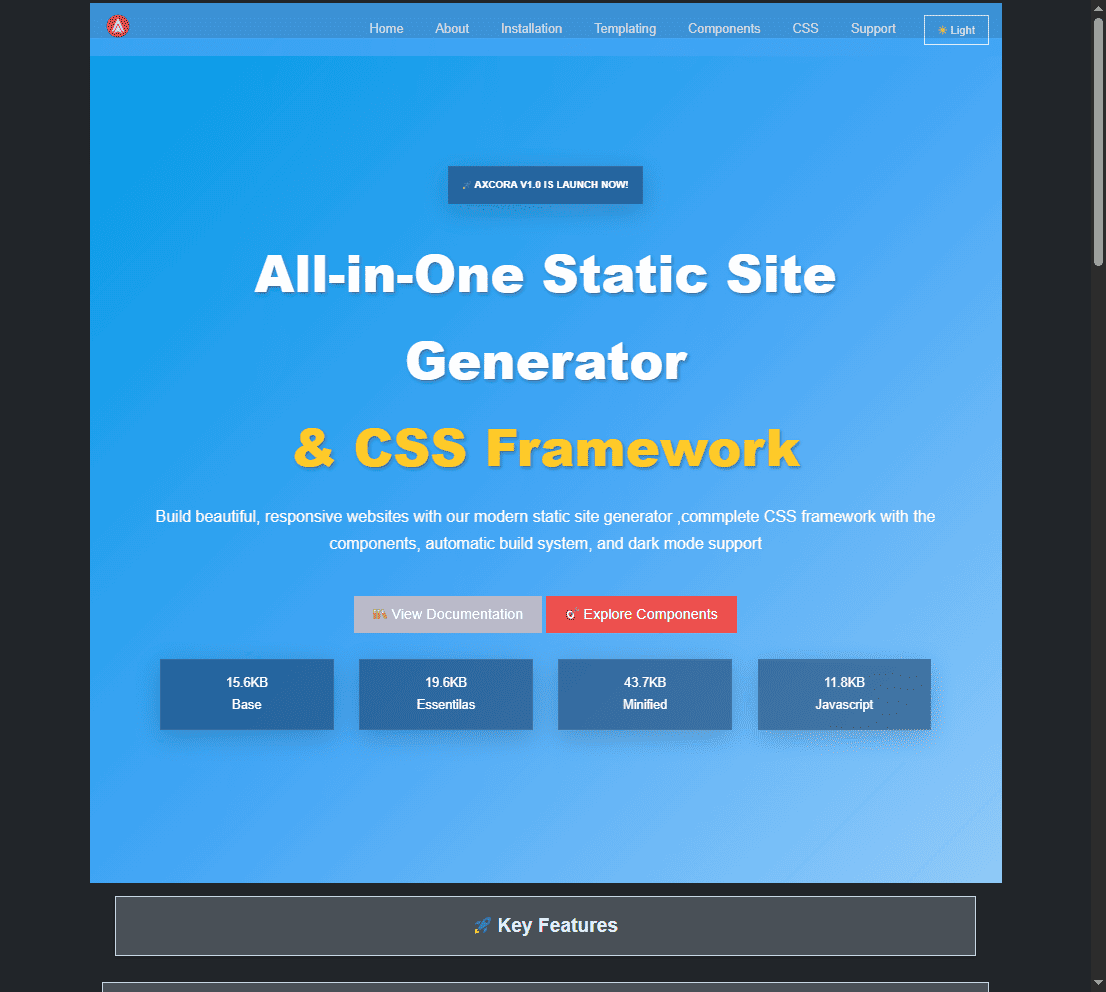 Home About Installation Templating Components CSS Support Light
AXCORA V1.0 IS LAUNCH NOW!
All-in-One Static Site
Generator
& CSS Framework
Build beautiful, responsive websites with our modern static site generator ,commplete CSS framework with the
components, automatic build system, and dark mode support
View Documentation Explore Components
15.6KB 19.6KB 43.7KB 11.8KB
Base Essentilas Minified Javascript
Key Features